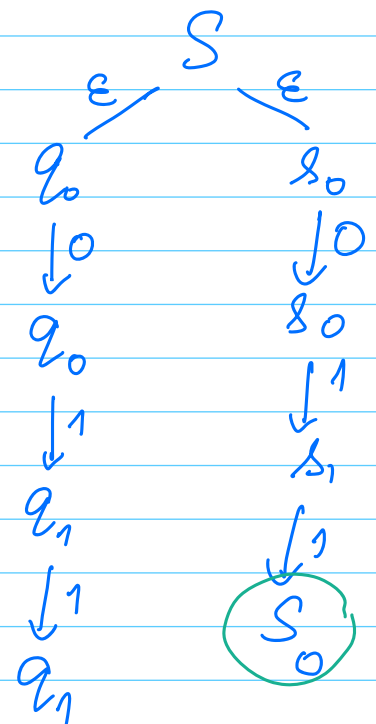 S
ε ε
q₀ s₀
0 0
q₀ s₀
1 1
q₁ s₁
1 1
q₁ S₀